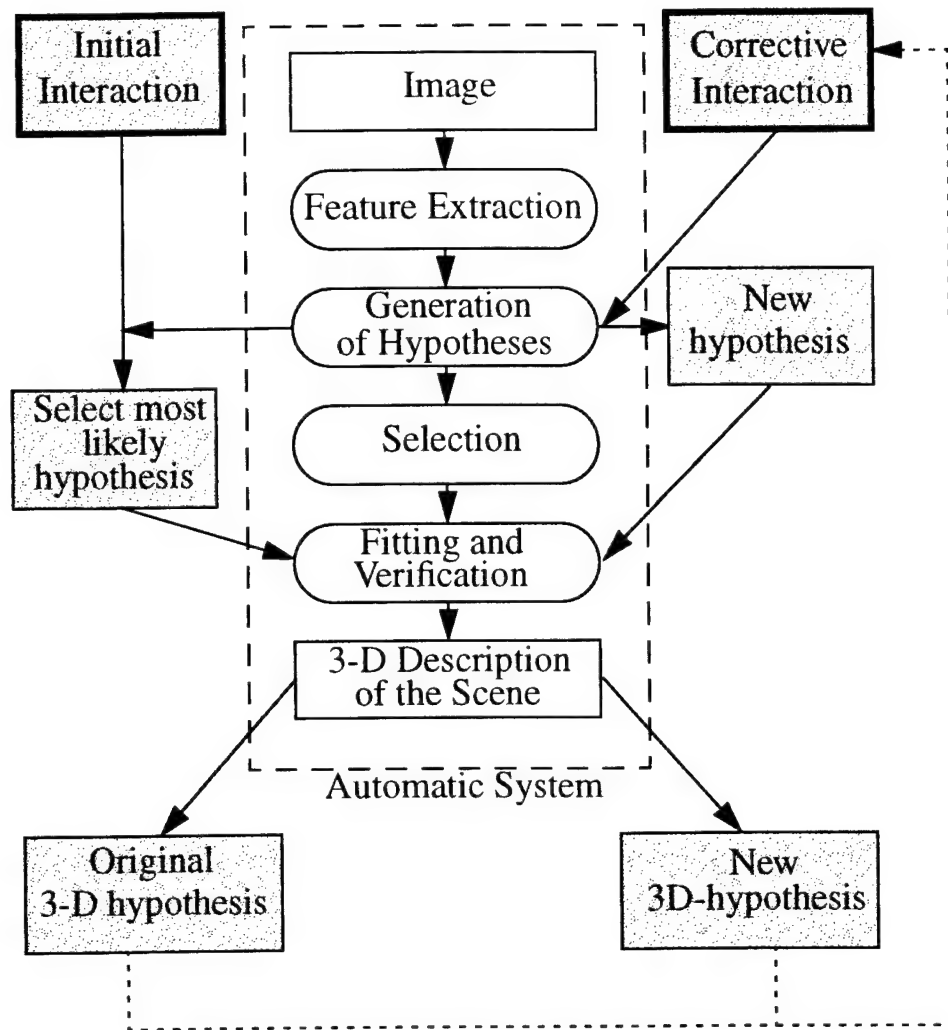 Initial
Interaction
Image
Corrective
Interaction
Feature Extraction
Generation
of Hypotheses
New
hypothesis
Select most
likely
hypothesis
Selection
Fitting and
Verification
3-D Description
of the Scene
Automatic System
Original
3-D hypothesis
New
3D-hypothesis